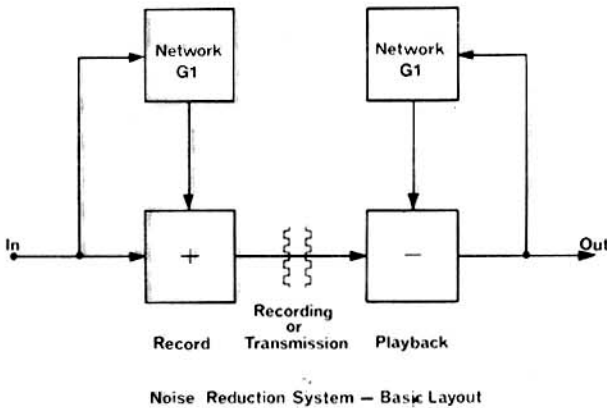 Network
G1
Network
G1
In
+
−
Out
Recording
or
Record
Transmission
Playback
Noise Reduction System — Basic Layout